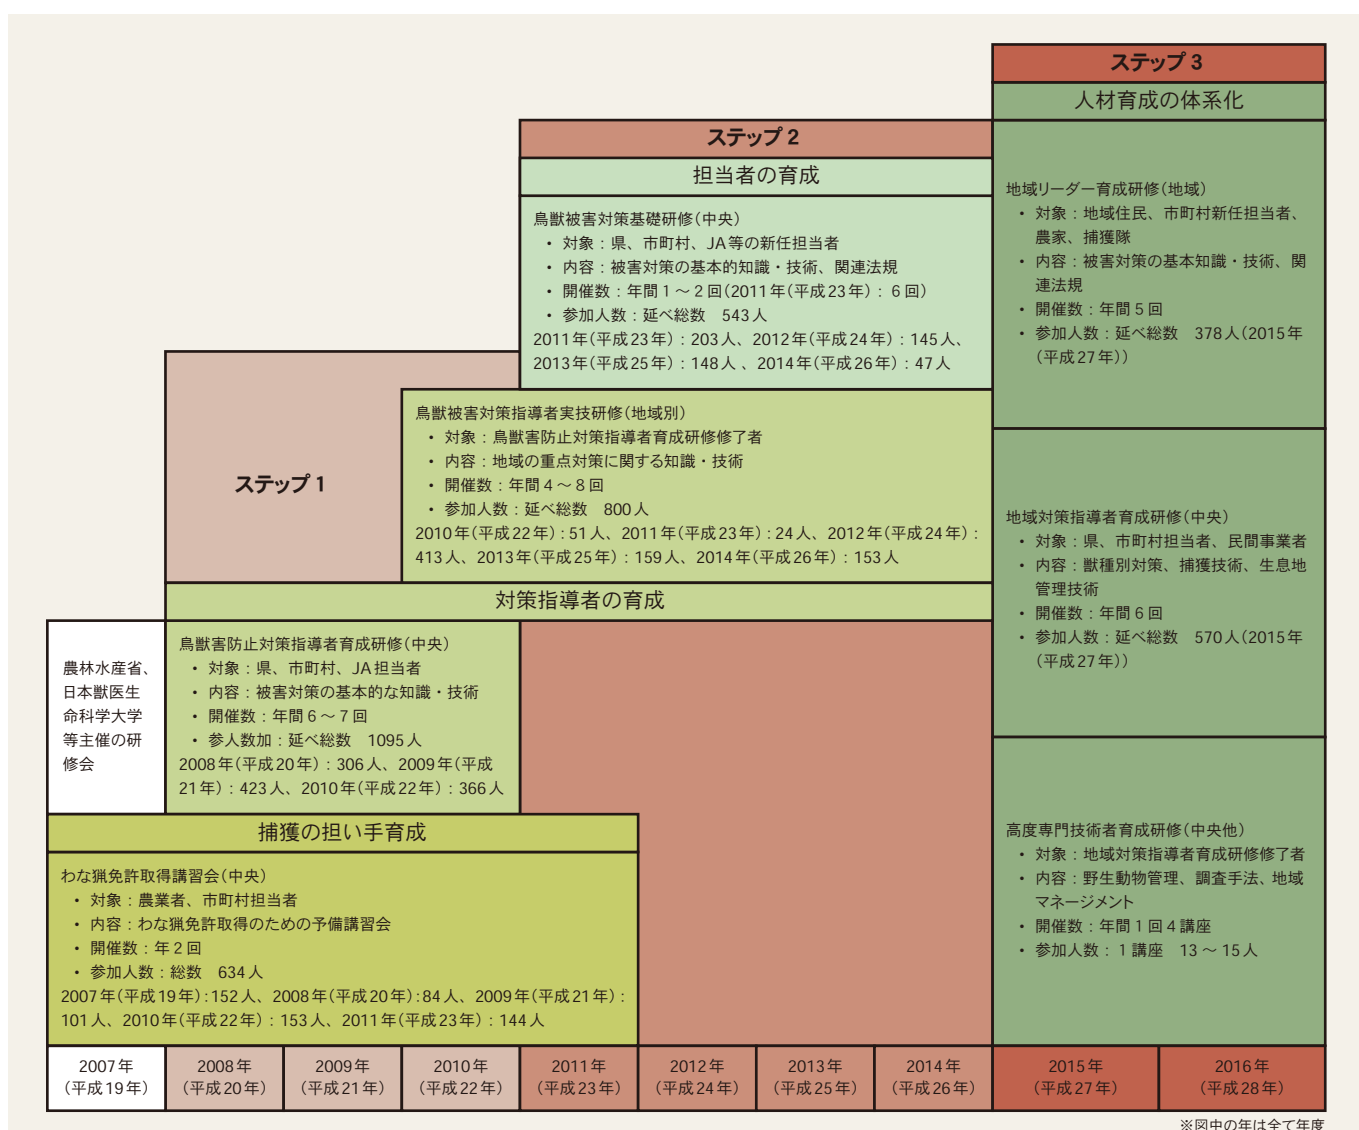 ステップ 3
人材育成の体系化
地域リーダー育成研修(地域)
・ 対象：地域住民、市町村新任担当者、
農家、捕獲隊
・ 内容：被害対策の基本知識・技術、関
連法規
・ 開催数：年間５回
・ 参加人数：延べ総数　378人(2015年
(平成27年))
地域対策指導者育成研修(中央)
・ 対象：県、市町村担当者、民間事業者
・ 内容：獣種別対策、捕獲技術、生息地
管理技術
・ 開催数：年間６回
・ 参加人数：延べ総数　570人(2015年
(平成27年))
高度専門技術者育成研修(中央他)
・ 対象：地域対策指導者育成研修修了者
・ 内容：野生動物管理、調査手法、地域
マネージメント
・ 開催数：年間１回４講座
・ 参加人数：１講座　13～15人
ステップ 2
担当者の育成
鳥獣被害対策基礎研修(中央)
・ 対象：県、市町村、JA等の新任担当者
・ 内容：被害対策の基本的知識・技術、関連法規
・ 開催数：年間１～２回(2011年(平成23年)：６回)
・ 参加人数：延べ総数　543人
2011年(平成23年)：203人、2012年(平成24年)：145人、
2013年(平成25年)：148人 、2014年(平成26年)：47人
ステップ 1
鳥獣被害対策指導者実技研修(地域別)
・ 対象：鳥獣害防止対策指導者育成研修修了者
・ 内容：地域の重点対策に関する知識・技術
・ 開催数：年間４～８回
・ 参加人数：延べ総数　800人
2010年(平成22年)：51人、2011年(平成23年)：24人、2012年(平成24年)：
413人、2013年(平成25年)：159人、2014年(平成26年)：153人
対策指導者の育成
農林水産省、
日本獣医生
命科学大学
等主催の研
修会
鳥獣害防止対策指導者育成研修(中央)
・ 対象：県、市町村、JA担当者
・ 内容：被害対策の基本的な知識・技術
・ 開催数：年間６～７回
・ 参人数加：延べ総数　1095人
2008年(平成20年)：306人、2009年(平成
21年)：423人、2010年(平成22年)：366人
捕獲の担い手育成
わな猟免許取得講習会(中央)
・ 対象：農業者、市町村担当者
・ 内容：わな猟免許取得のための予備講習会
・ 開催数：年２回
・ 参加人数：総数　634人
2007年(平成19年)：152人、2008年(平成20年)：84人、2009年(平成21年)：
101人、2010年(平成22年)：153人、2011年(平成23年)：144人
2007年
(平成19年)
2008年
(平成20年)
2009年
(平成21年)
2010年
(平成22年)
2011年
(平成23年)
2012年
(平成24年)
2013年
(平成25年)
2014年
(平成26年)
2015年
(平成27年)
2016年
(平成28年)
※図中の年は全て年度